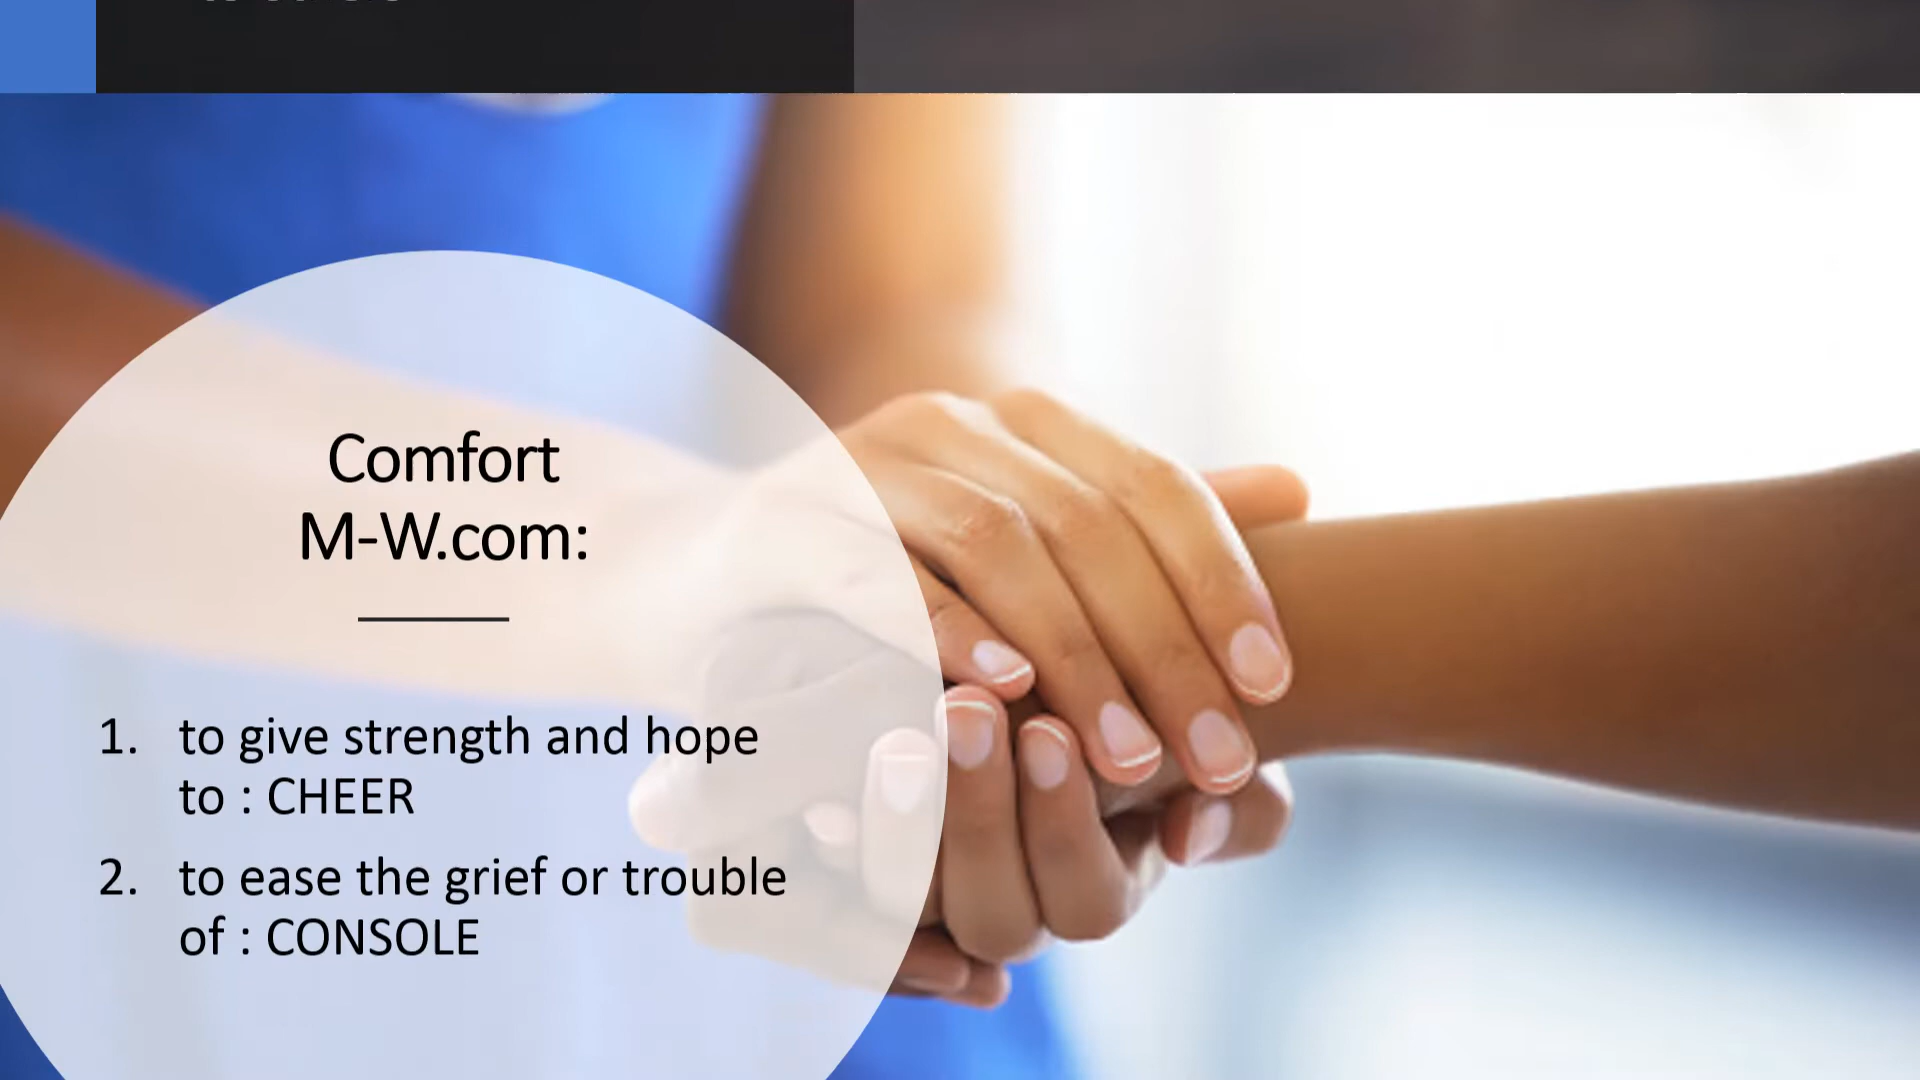 Comfort
M-W.com:
1. to give strength and hope
to : CHEER
2. to ease the grief or trouble
of : CONSOLE